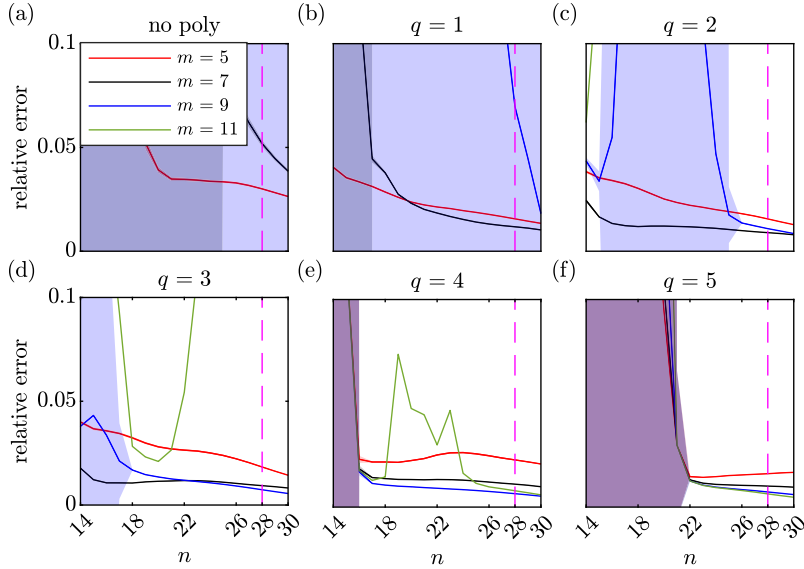 (a) no poly
(b) q = 1
(c) q = 2
0.1
0.05
0
relative error
m = 5
m = 7
m = 9
m = 11
(d) q = 3
(e) q = 4
(f) q = 5
0.1
0.05
0
relative error
14 18 22 26 28 30
14 18 22 26 28 30
14 18 22 26 28 30
n
n
n